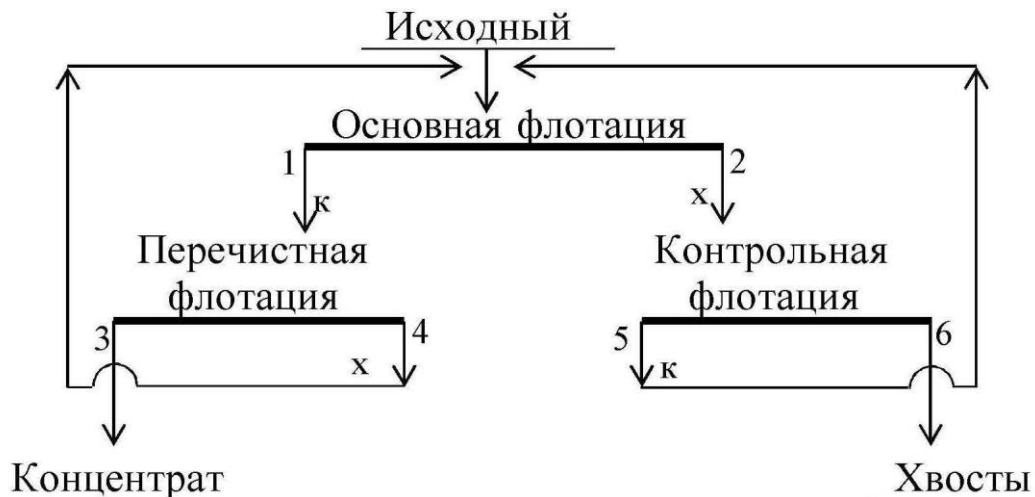 Исходный
Основная флотация
1
2
к
х
Перечистная
флотация
Контрольная
флотация
3
4
5
6
х
к
Концентрат
Хвосты